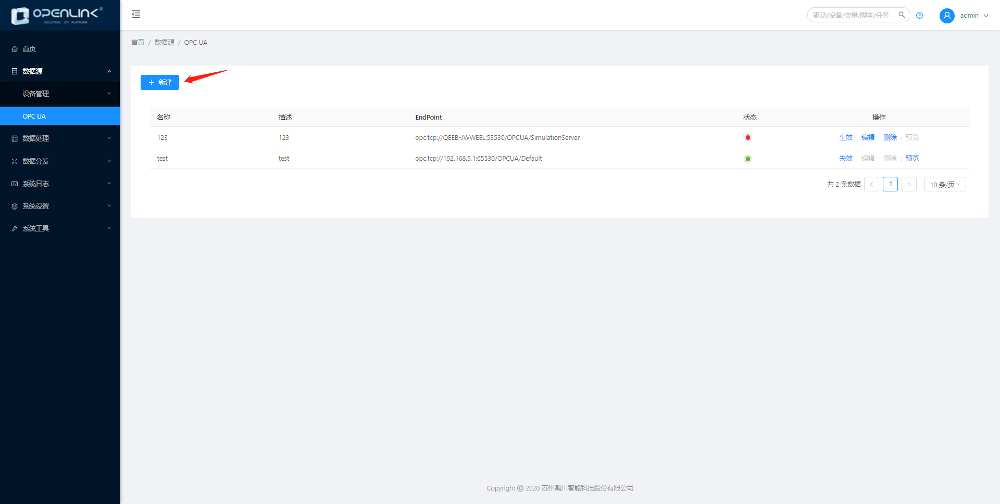 OPENLINK®
INDUSTRIAL IOT PLATFORM
驱动/设备/变量/脚本/任务
admin
首页
数据源
设备管理
OPC UA
数据处理
数据分发
系统日志
系统设置
系统工具
首页 / 数据源 / OPC UA
+ 新建
名称 描述 EndPoint 状态 操作
123 123 opc.tcp://QEEB-JWWEEL:53530/OPCUA/SimulationServer 生效 编辑 删除 预览
test test opc.tcp://192.168.5.1:65530/OPCUA/Default 失效 编辑 删除 预览
共 2 条数据 < 1 > 10 条/页
Copyright © 2020 苏州瀚川智能科技股份有限公司